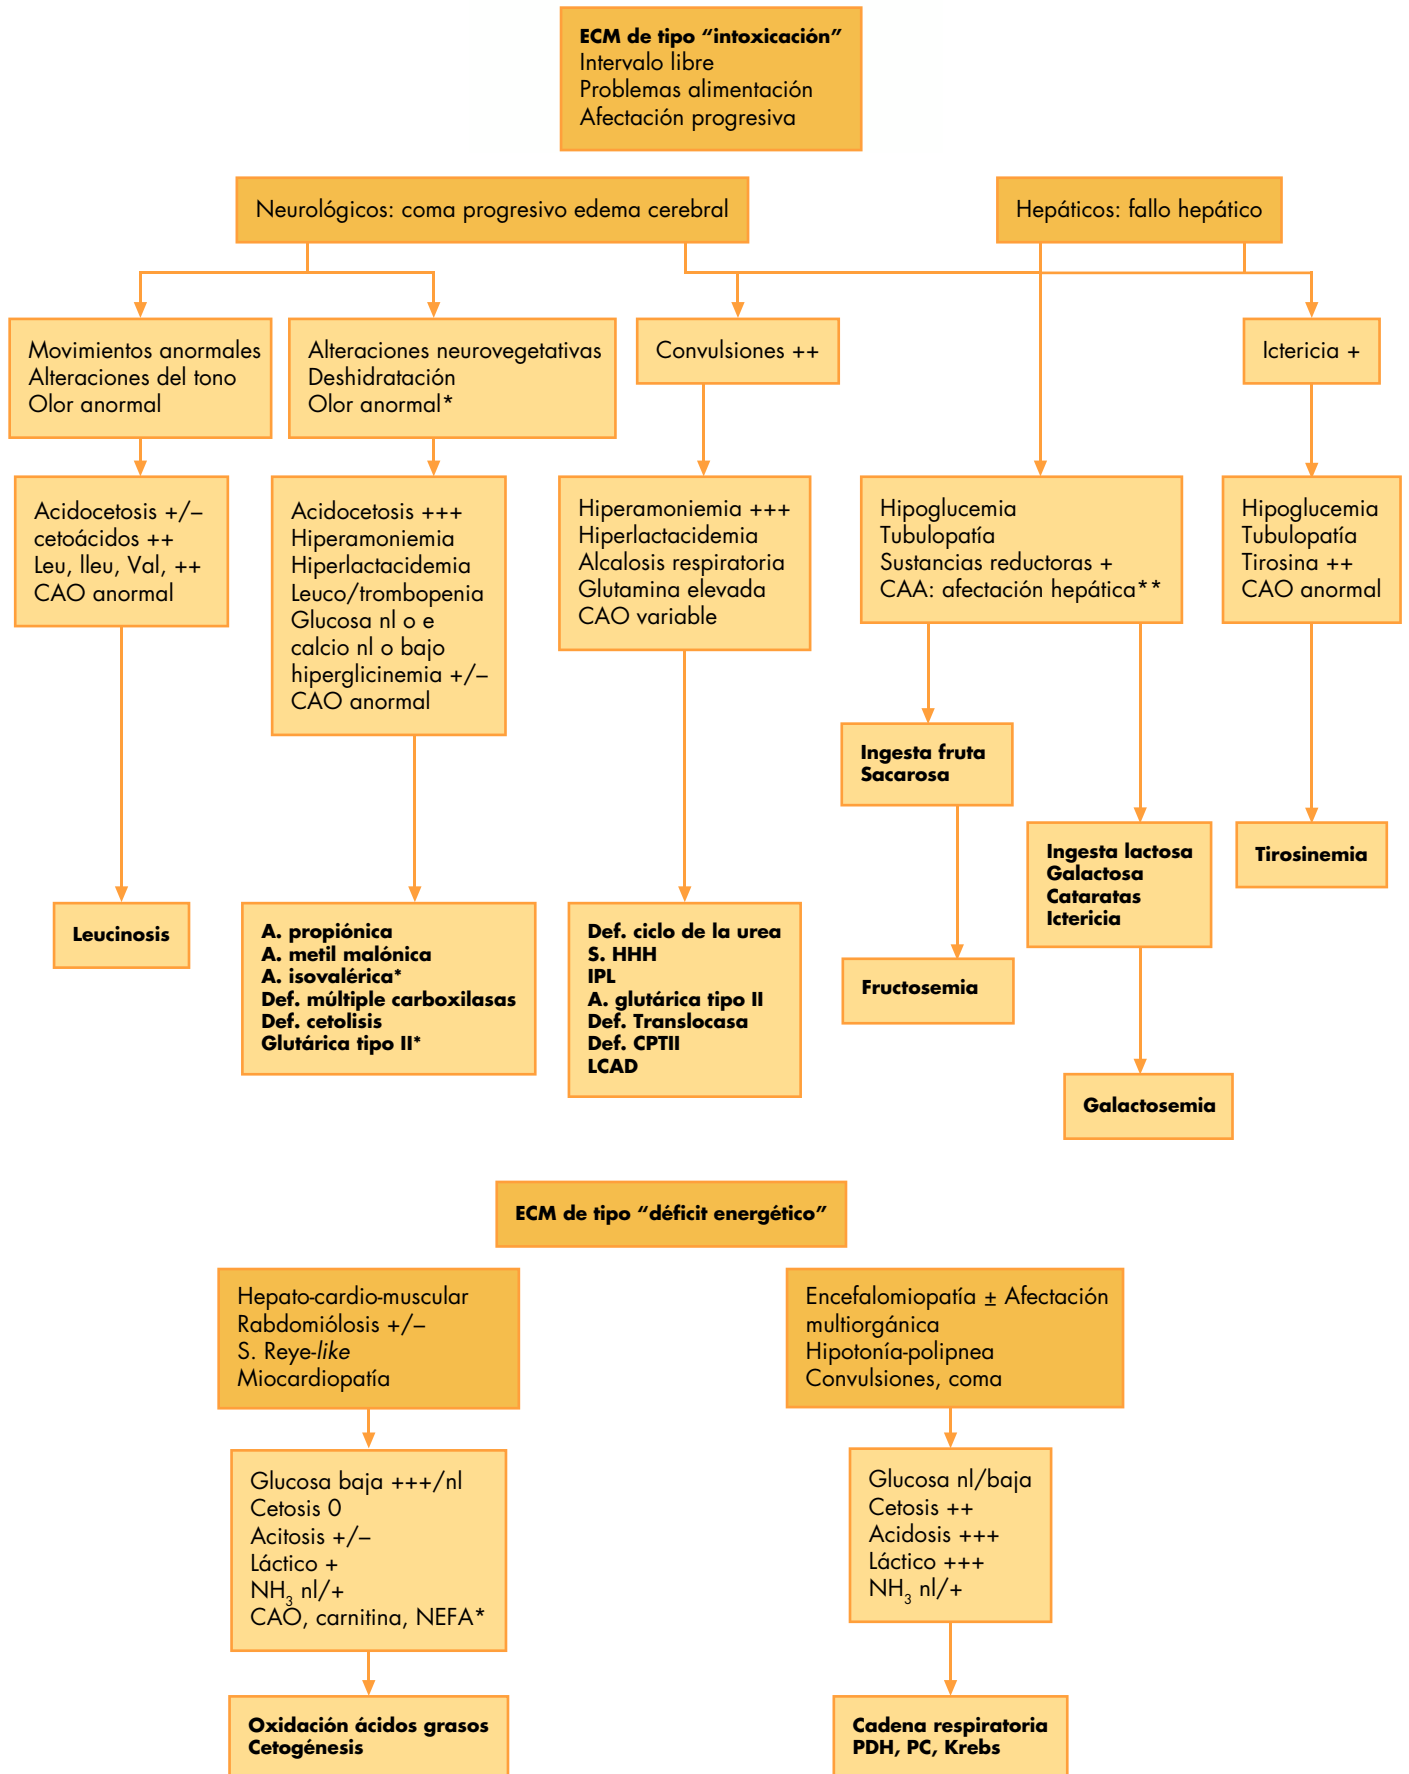 ECM de tipo “intoxicación”
Intervalo libre
Problemas alimentación
Afectación progresiva
Neurológicos: coma progresivo edema cerebral
Hepáticos: fallo hepático
Movimientos anormales
Alteraciones del tono
Olor anormal
Alteraciones neurovegetativas
Deshidratación
Olor anormal*
Convulsiones ++
Ictericia +
Acidocetosis +/–
cetoácidos ++
Leu, lleu, Val, ++
CAO anormal
Acidocetosis +++
Hiperamoniemia
Hiperlactacidemia
Leuco/trombopenia
Glucosa nl o e
calcio nl o bajo
hiperglicinemia +/–
CAO anormal
Hiperamoniemia +++
Hiperlactacidemia
Alcalosis respiratoria
Glutamina elevada
CAO variable
Hipoglucemia
Tubulopatía
Sustancias reductoras +
CAA: afectación hepática**
Hipoglucemia
Tubulopatía
Tirosina ++
CAO anormal
Ingesta fruta
Sacarosa
Ingesta lactosa
Galactosa
Cataratas
Ictericia
Tirosinemia
Leucinosis
A. propiónica
A. metil malónica
A. isovalérica*
Def. múltiple carboxilasas
Def. cetolisis
Glutárica tipo II*
Def. ciclo de la urea
S. HHH
IPL
A. glutárica tipo II
Def. Translocasa
Def. CPTII
LCAD
Fructosemia
Galactosemia
ECM de tipo “déficit energético”
Hepato-cardio-muscular
Rabdomiólosis +/–
S. Reye-like
Miocardiopatía
Encefalomiopatía ± Afectación
multiorgánica
Hipotonía-polipnea
Convulsiones, coma
Glucosa baja +++/nl
Cetosis 0
Acitosis +/–
Láctico +
NH₃ nl/+
CAO, carnitina, NEFA*
Glucosa nl/baja
Cetosis ++
Acidosis +++
Láctico +++
NH₃ nl/+
Oxidación ácidos grasos
Cetogénesis
Cadena respiratoria
PDH, PC, Krebs